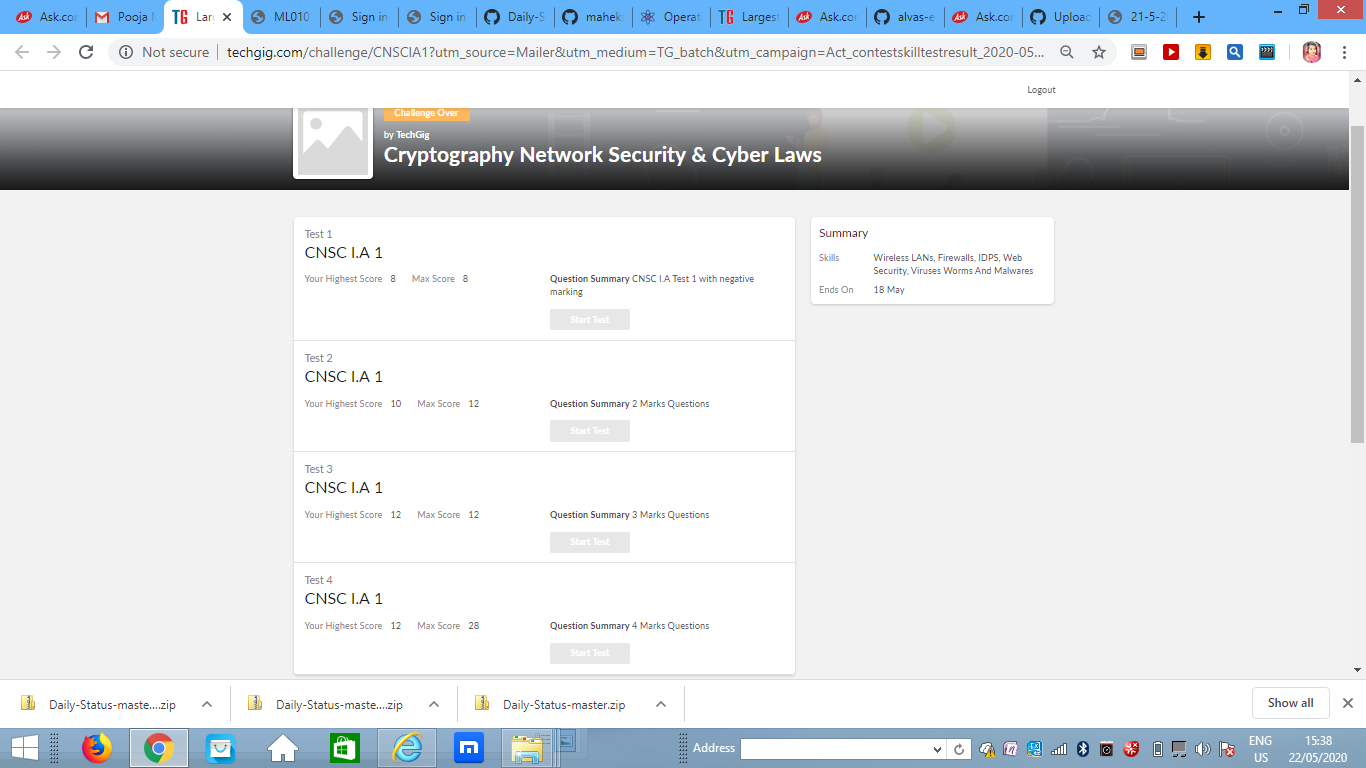 Ask.cor
Pooja
TG Larg
ML010
Sign in
Sign in
Daily-S
mahek
Operat
TG Largest
Ask.cor
alvas-e
Ask.cor
Upload
21-5-2
Not secure | techgig.com/challenge/CNSCIA1?utm_source=Mailer&utm_medium=TG_batch&utm_campaign=Act_contestskilltestresult_2020-05...
Logout
Challenge Over
by TechGig
Cryptography Network Security & Cyber Laws
Test 1
CNSC I.A 1
Your Highest Score 8 Max Score 8
Question Summary CNSC I.A Test 1 with negative
marking
Start Test
Test 2
CNSC I.A 1
Your Highest Score 10 Max Score 12
Question Summary 2 Marks Questions
Start Test
Test 3
CNSC I.A 1
Your Highest Score 12 Max Score 12
Question Summary 3 Marks Questions
Start Test
Test 4
CNSC I.A 1
Your Highest Score 12 Max Score 28
Question Summary 4 Marks Questions
Start Test
Summary
Skills Wireless LANs, Firewalls, IDPS, Web
Security, Viruses Worms And Malwares
Ends On 18 May
Daily-Status-maste....zip
Daily-Status-maste....zip
Daily-Status-master.zip
Show all
Address
ENG
US
15:38
22/05/2020